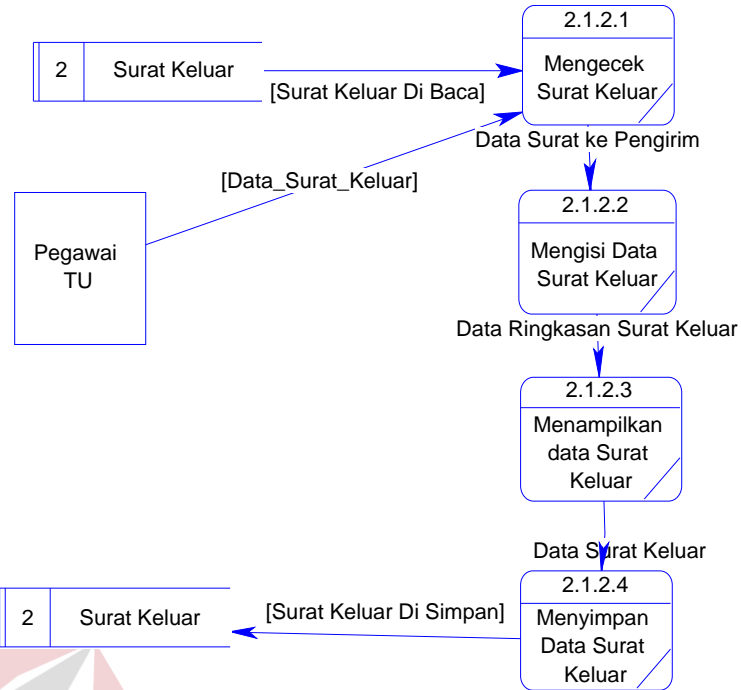 2.1.2.1
2
Surat Keluar
Mengecek
Surat Keluar
[Surat Keluar Di Baca]
Data Surat ke Pengirim
[Data_Surat_Keluar]
2.1.2.2
Pegawai
TU
Mengisi Data
Surat Keluar
Data Ringkasan Surat Keluar
2.1.2.3
Menampilkan
data Surat
Keluar
Data Surat Keluar
2.1.2.4
2
Surat Keluar
[Surat Keluar Di Simpan]
Menyimpan
Data Surat
Keluar